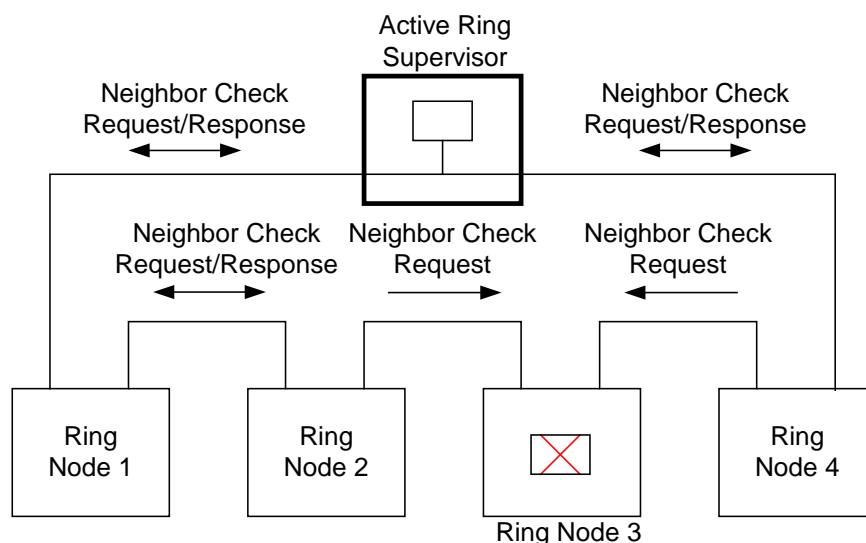 Active Ring
Supervisor
Neighbor Check
Request/Response
Neighbor Check
Request/Response
Neighbor Check
Request/Response
Neighbor Check
Request
Neighbor Check
Request
Ring
Node 1
Ring
Node 2
Ring
Node 4
Ring Node 3